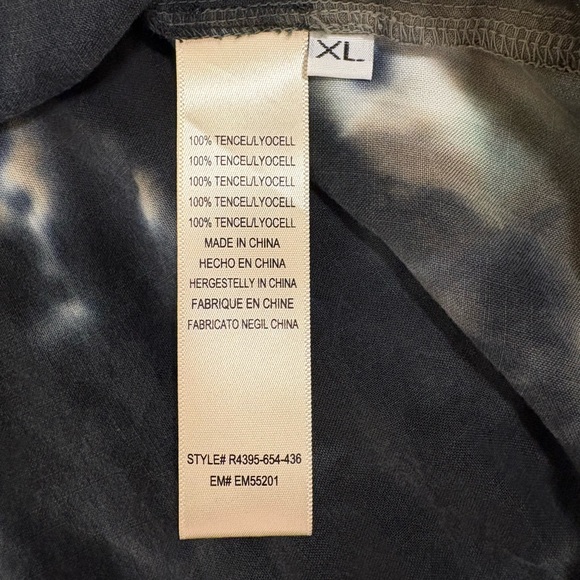 XL
100% TENCEL/LYOCELL
100% TENCEL/LYOCELL
100% TENCEL/LYOCELL
100% TENCEL/LYOCELL
100% TENCEL/LYOCELL
MADE IN CHINA
HECHO EN CHINA
HERGESTELLY IN CHINA
FABRIQUE EN CHINE
FABRICATO NEGIL CHINA
STYLE# R4395-654-436
EM# EM55201